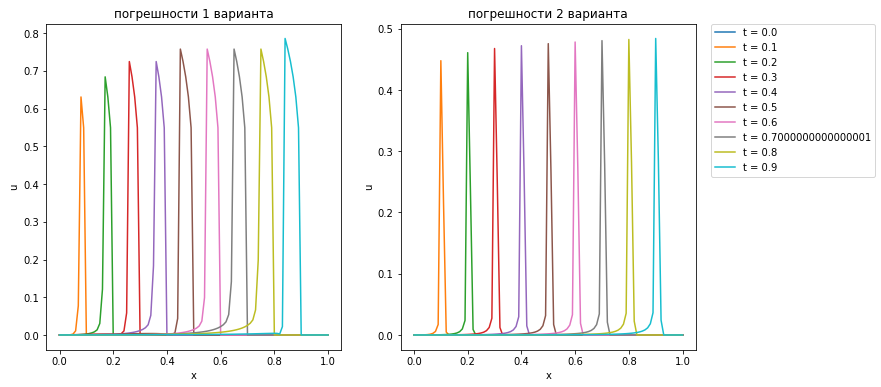 погрешности 1 варианта
u
0.8
0.7
0.6
0.5
0.4
0.3
0.2
0.1
0.0
0.0
0.2
0.4
0.6
0.8
1.0
x
погрешности 2 варианта
u
0.5
0.4
0.3
0.2
0.1
0.0
0.0
0.2
0.4
0.6
0.8
1.0
x
t = 0.0
t = 0.1
t = 0.2
t = 0.3
t = 0.4
t = 0.5
t = 0.6
t = 0.7000000000000001
t = 0.8
t = 0.9